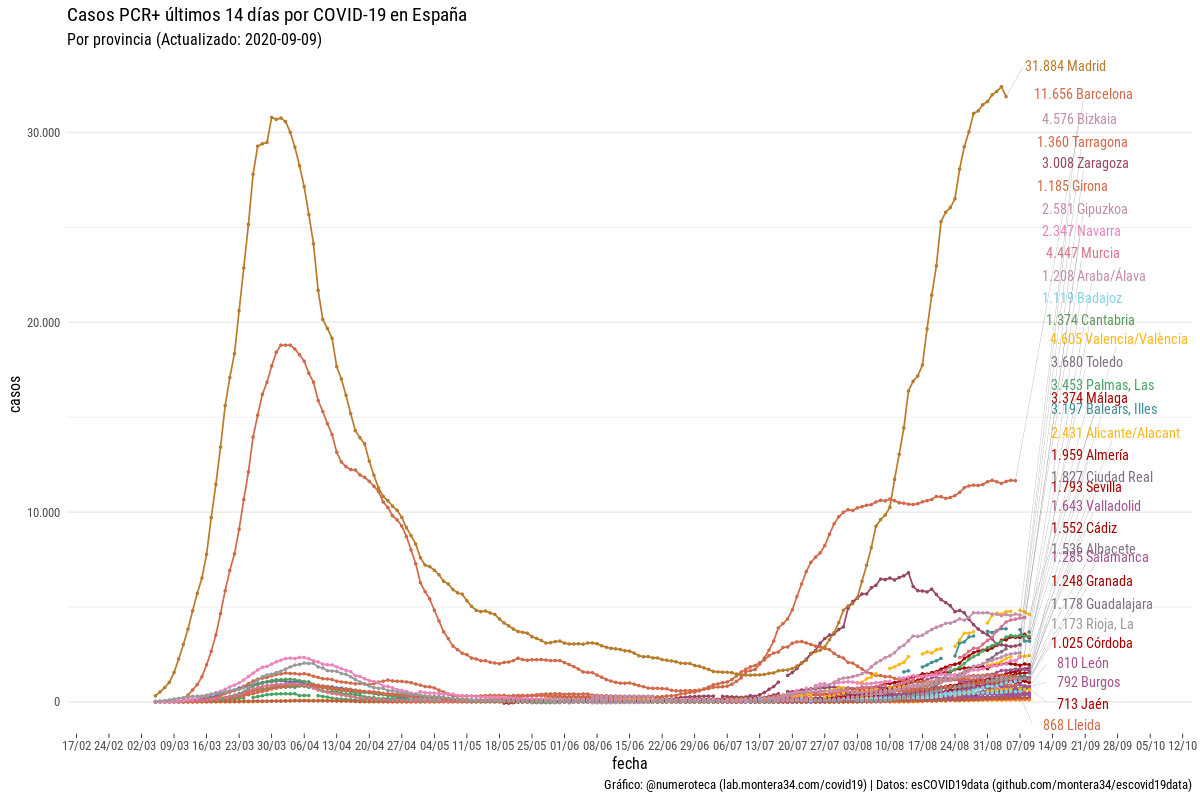 Casos PCR+ últimos 14 días por COVID-19 en España
Por provincia (Actualizado: 2020-09-09)
31.884 Madrid
11.656 Barcelona
4.576 Bizkaia
1.360 Tarragona
3.008 Zaragoza
1.185 Girona
2.581 Gipuzkoa
2.347 Navarra
4.447 Murcia
1.208 Araba/Álava
1.119 Badajoz
1.374 Cantabria
4.605 Valencia/València
3.680 Toledo
3.453 Palmas, Las
3.374 Málaga
3.197 Balears, Illes
2.431 Alicante/Alacant
1.959 Almería
1.827 Ciudad Real
1.793 Sevilla
1.643 Valladolid
1.552 Cádiz
1.536 Albacete
1.285 Salamanca
1.248 Granada
1.178 Guadalajara
1.173 Rioja, La
1.025 Córdoba
810 León
792 Burgos
713 Jaén
868 Lleida
30.000
20.000
10.000
0
casos
17/02 24/02 02/03 09/03 16/03 23/03 30/03 06/04 13/04 20/04 27/04 04/05 11/05 18/05 25/05 01/06 08/06 15/06 22/06 29/06 06/07 13/07 20/07 27/07 03/08 10/08 17/08 24/08 31/08 07/09 14/09 21/09 28/09 05/10 12/10
fecha
Gráfico: @numeroteca (lab.montera34.com/covid19) | Datos: esCOVID19data (github.com/montera34/escovid19data)